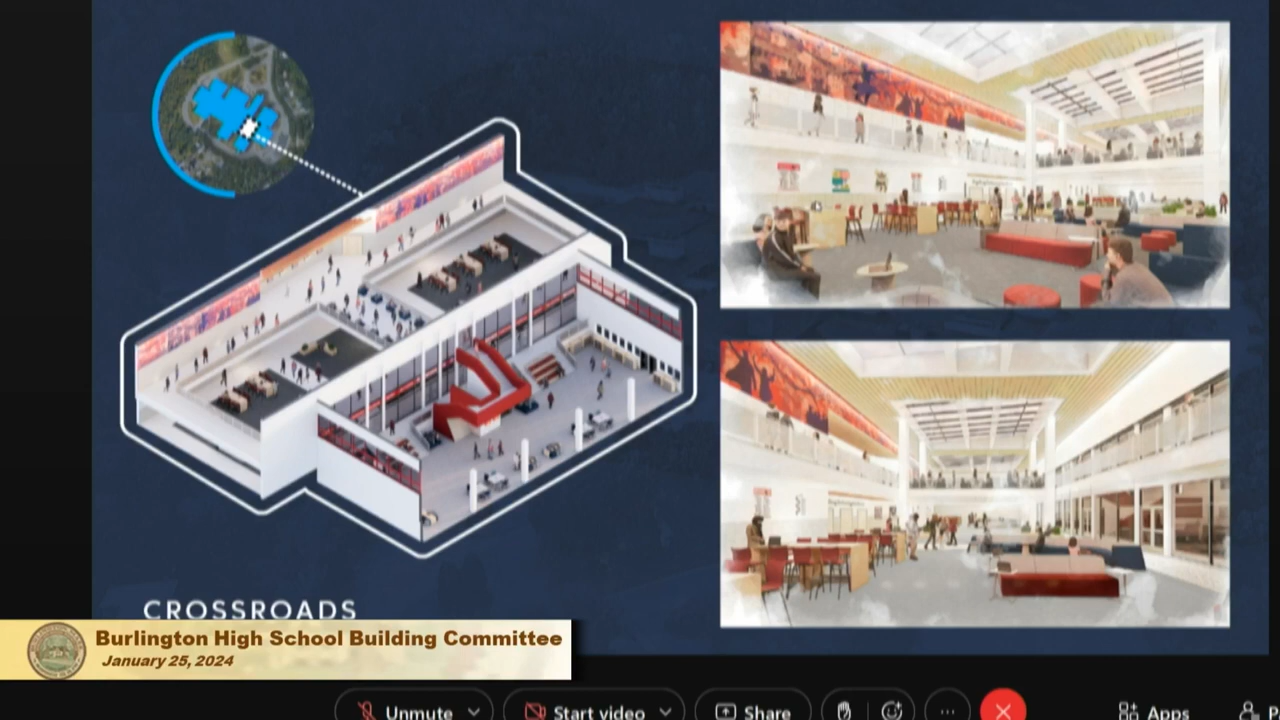 CROSSROADS
Burlington High School Building Committee
January 25, 2024
Unmute
Start video
Share
Apps
P